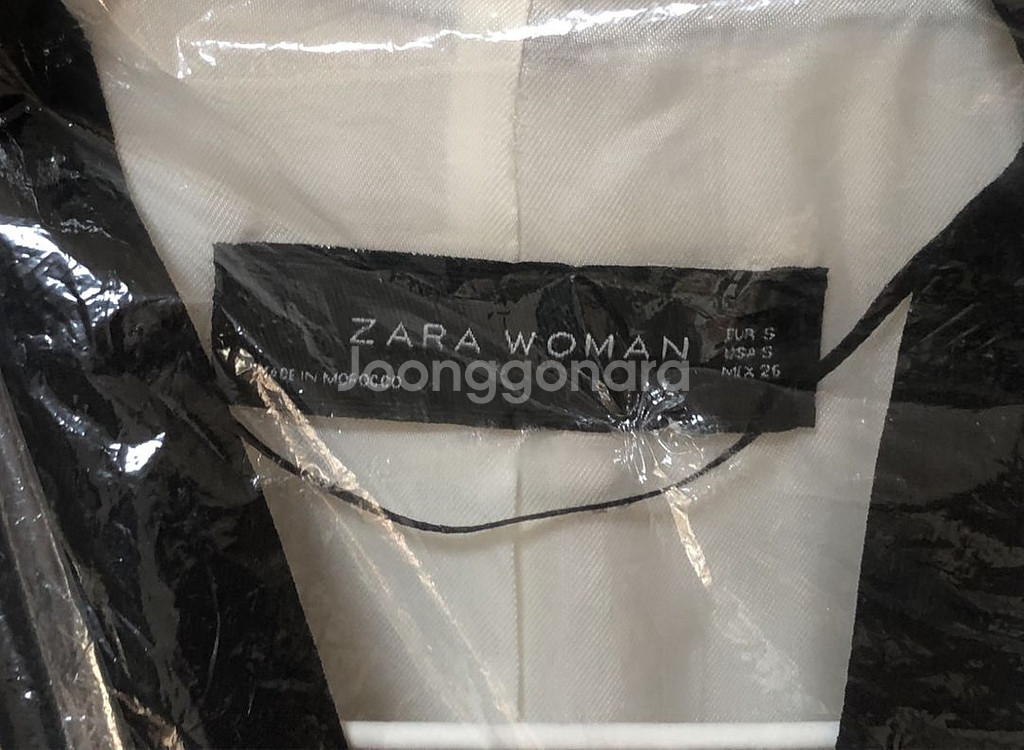 ZARA WOMAN
EUR S
USA S
MEX 26
MADE IN MOROCCO
Joonggonara